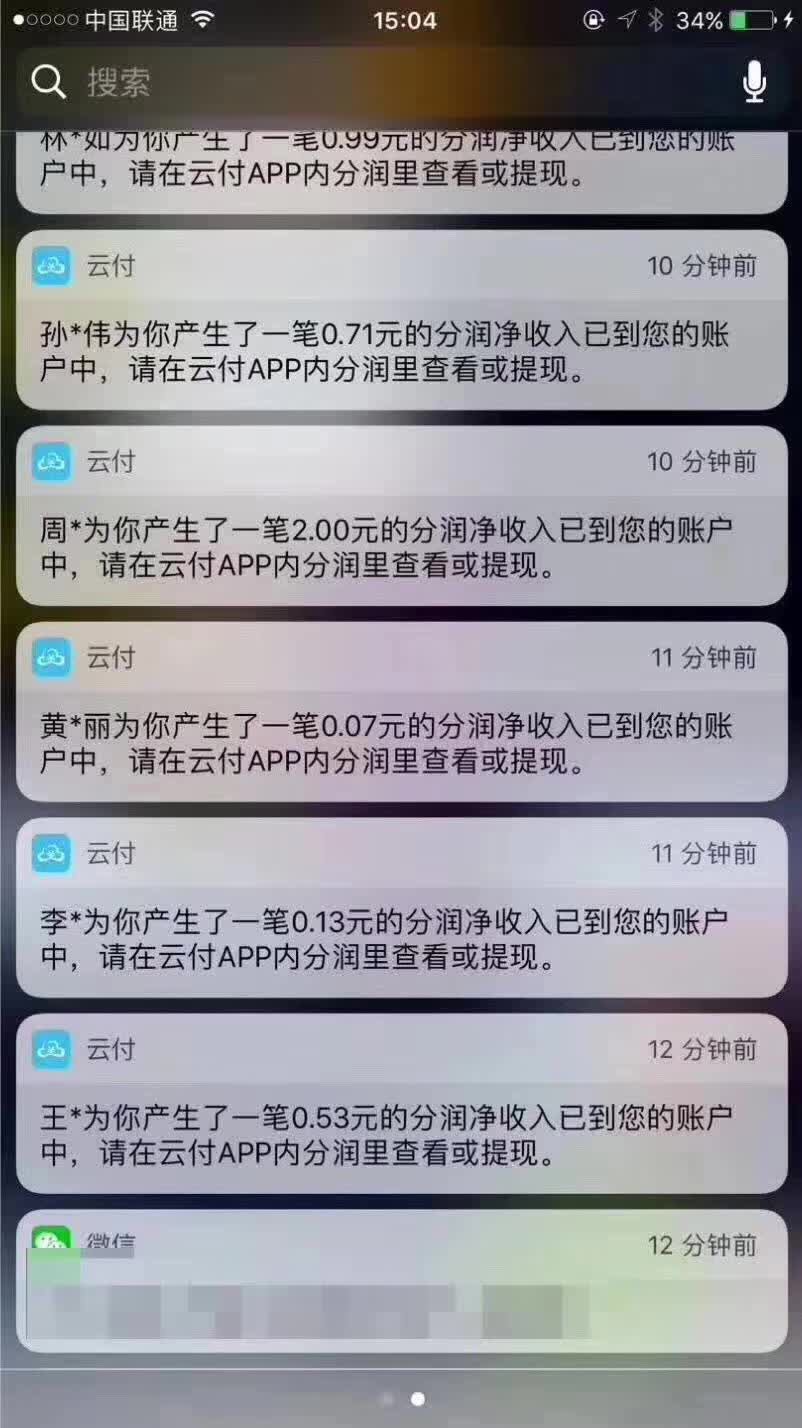 中国联通
15:04
34%
搜索
林*如为你产生了一笔0.99元的分润净收入已到您的账
户中，请在云付APP内分润里查看或提现。
云付
10 分钟前
孙*伟为你产生了一笔0.71元的分润净收入已到您的账
户中，请在云付APP内分润里查看或提现。
云付
10 分钟前
周*为你产生了一笔2.00元的分润净收入已到您的账户
中，请在云付APP内分润里查看或提现。
云付
11 分钟前
黄*丽为你产生了一笔0.07元的分润净收入已到您的账
户中，请在云付APP内分润里查看或提现。
云付
11 分钟前
李*为你产生了一笔0.13元的分润净收入已到您的账户
中，请在云付APP内分润里查看或提现。
云付
12 分钟前
王*为你产生了一笔0.53元的分润净收入已到您的账户
中，请在云付APP内分润里查看或提现。
微信
12 分钟前